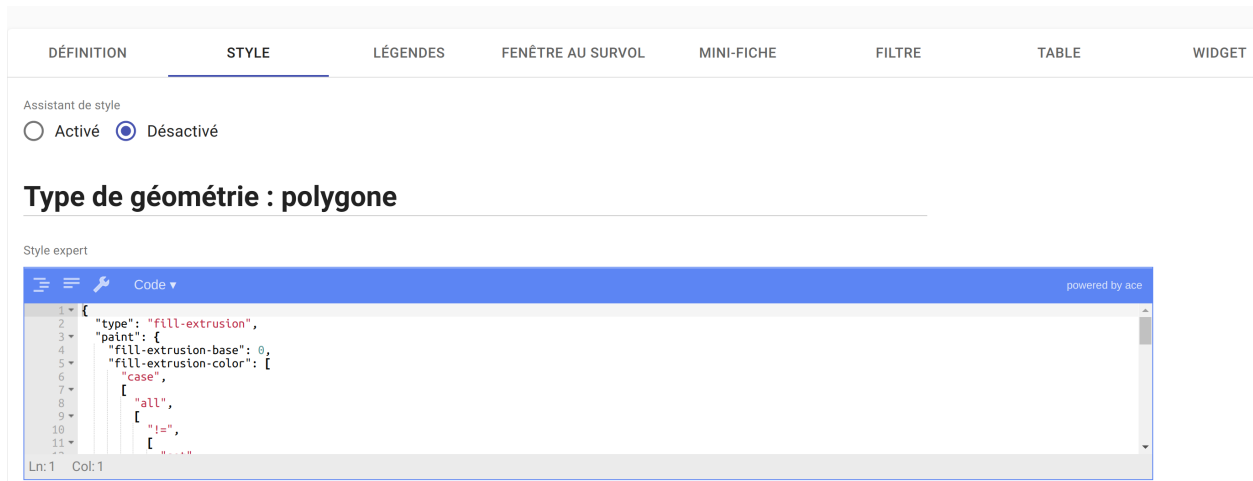 DÉFINITION STYLE LÉGENDES FENÊTRE AU SURVOL MINI-FICHE FILTRE TABLE WIDGET
Assistant de style
Activé Désactivé
Type de géométrie : polygone
Style expert
Code ▾ powered by ace
1 {
2 "type": "fill-extrusion",
3 "paint": {
4 "fill-extrusion-base": 0,
5 "fill-extrusion-color": [
6 "case",
7 [
8 "all",
9 [
10 "!=",
11 [
Ln: 1 Col: 1